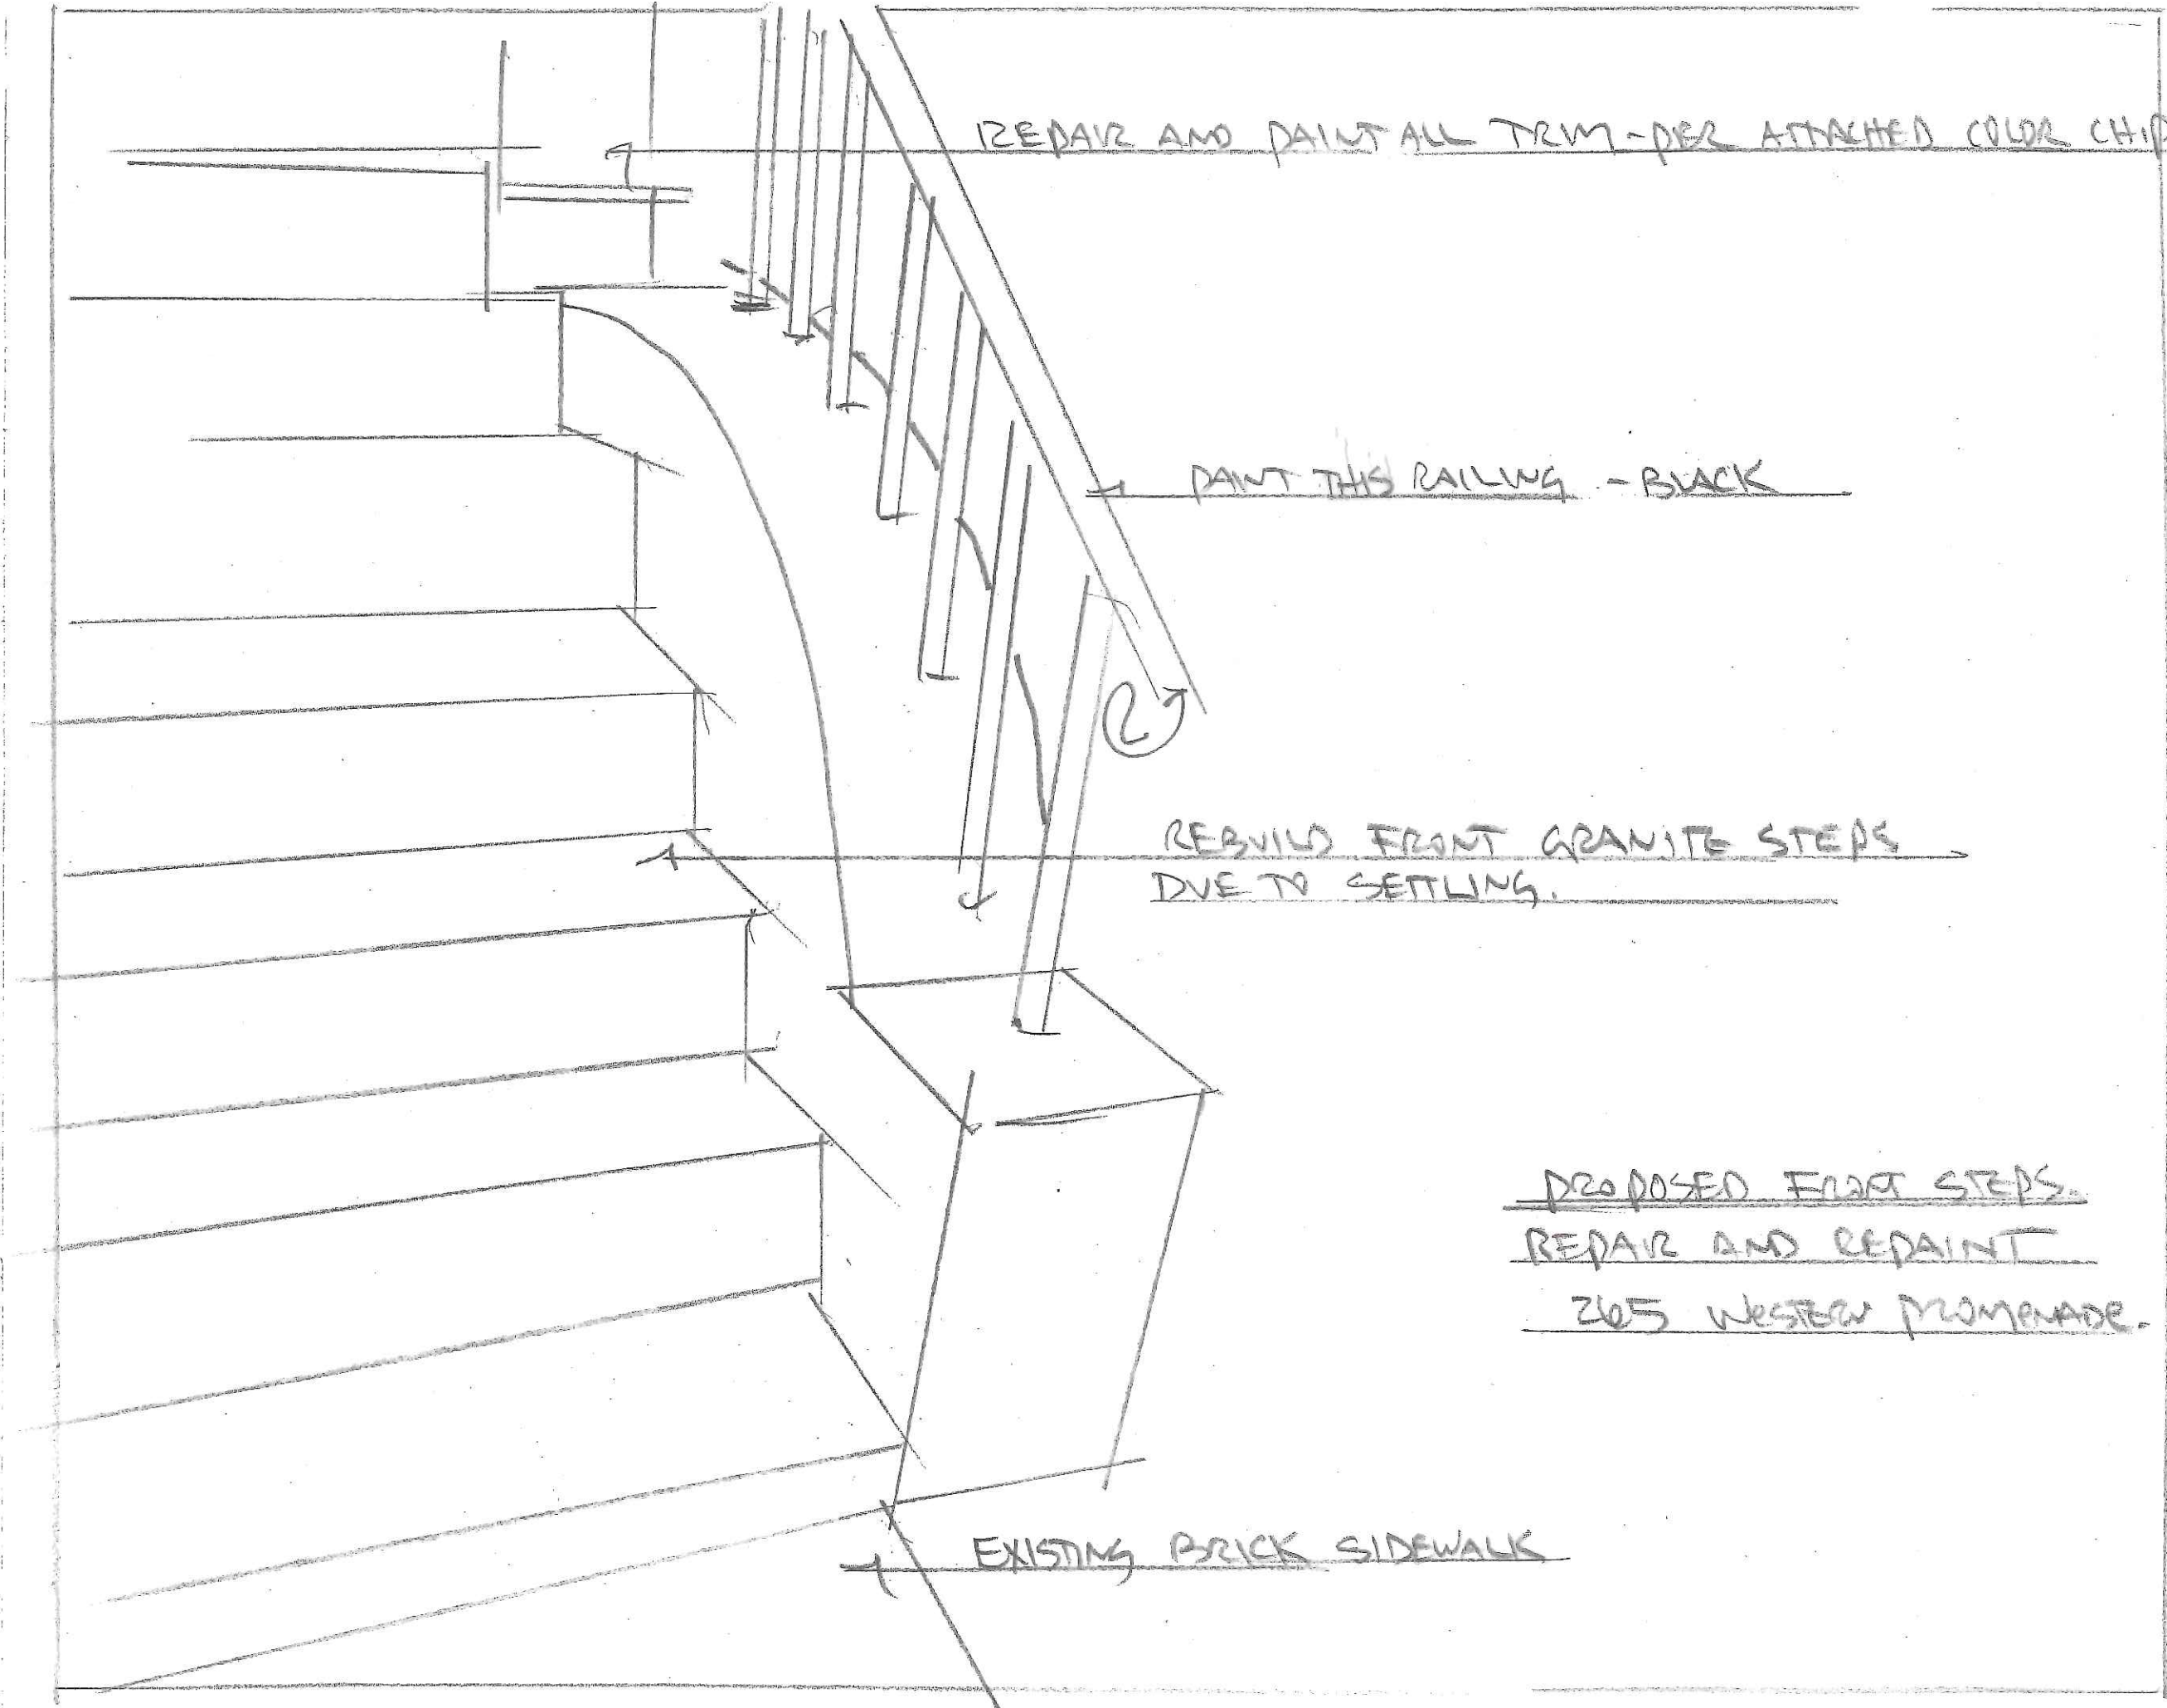 REPAIR AND PAINT ALL TRIM - PER ATTACHED COLOR CHIP
PAINT THIS RAILING - BLACK
REBUILD FRONT GRANITE STEPS
DUE TO SETTLING.
PROPOSED FRONT STEPS.
REPAIR AND REPAINT
265 WESTERN PROMENADE.
EXISTING BRICK SIDEWALK